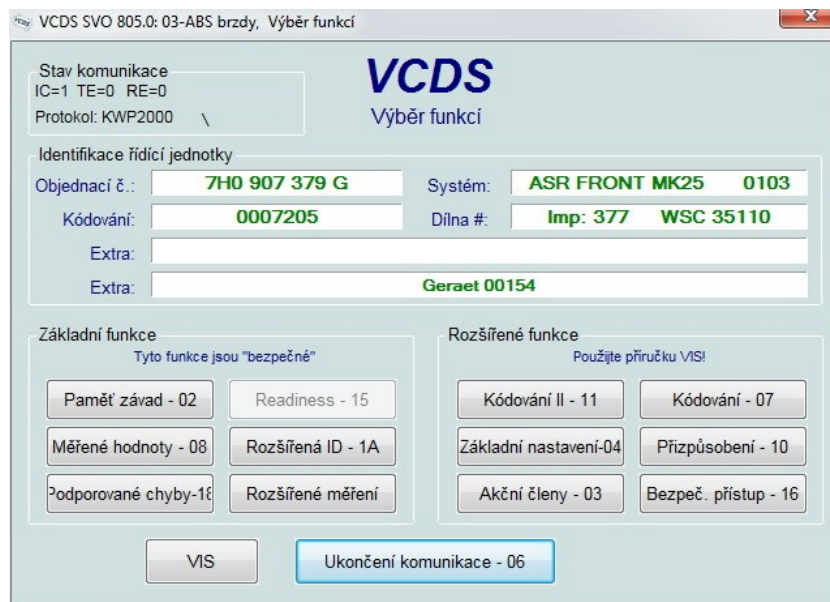 VCDS SVO 805.0: 03-ABS brzdy, Výběr funkcí
Stav komunikace
IC=1 TE=0 RE=0
Protokol: KWP2000 \
VCDS
Výběr funkcí
Identifikace řídící jednotky
Objednací č.: 7H0 907 379 G Systém: ASR FRONT MK25 0103
Kódování: 0007205 Dílna #: Imp: 377 WSC 35110
Extra:
Extra: Geraet 00154
Základní funkce
Tyto funkce jsou "bezpečné"
Paměť závad - 02 Readiness - 15
Měřené hodnoty - 08 Rozšířená ID - 1A
Podporované chyby-18 Rozšířené měření
Rozšířené funkce
Použijte příručku VIS!
Kódování II - 11 Kódování - 07
Základní nastavení-04 Přizpůsobení - 10
Akční členy - 03 Bezpeč. přístup - 16
VIS Ukončení komunikace - 06